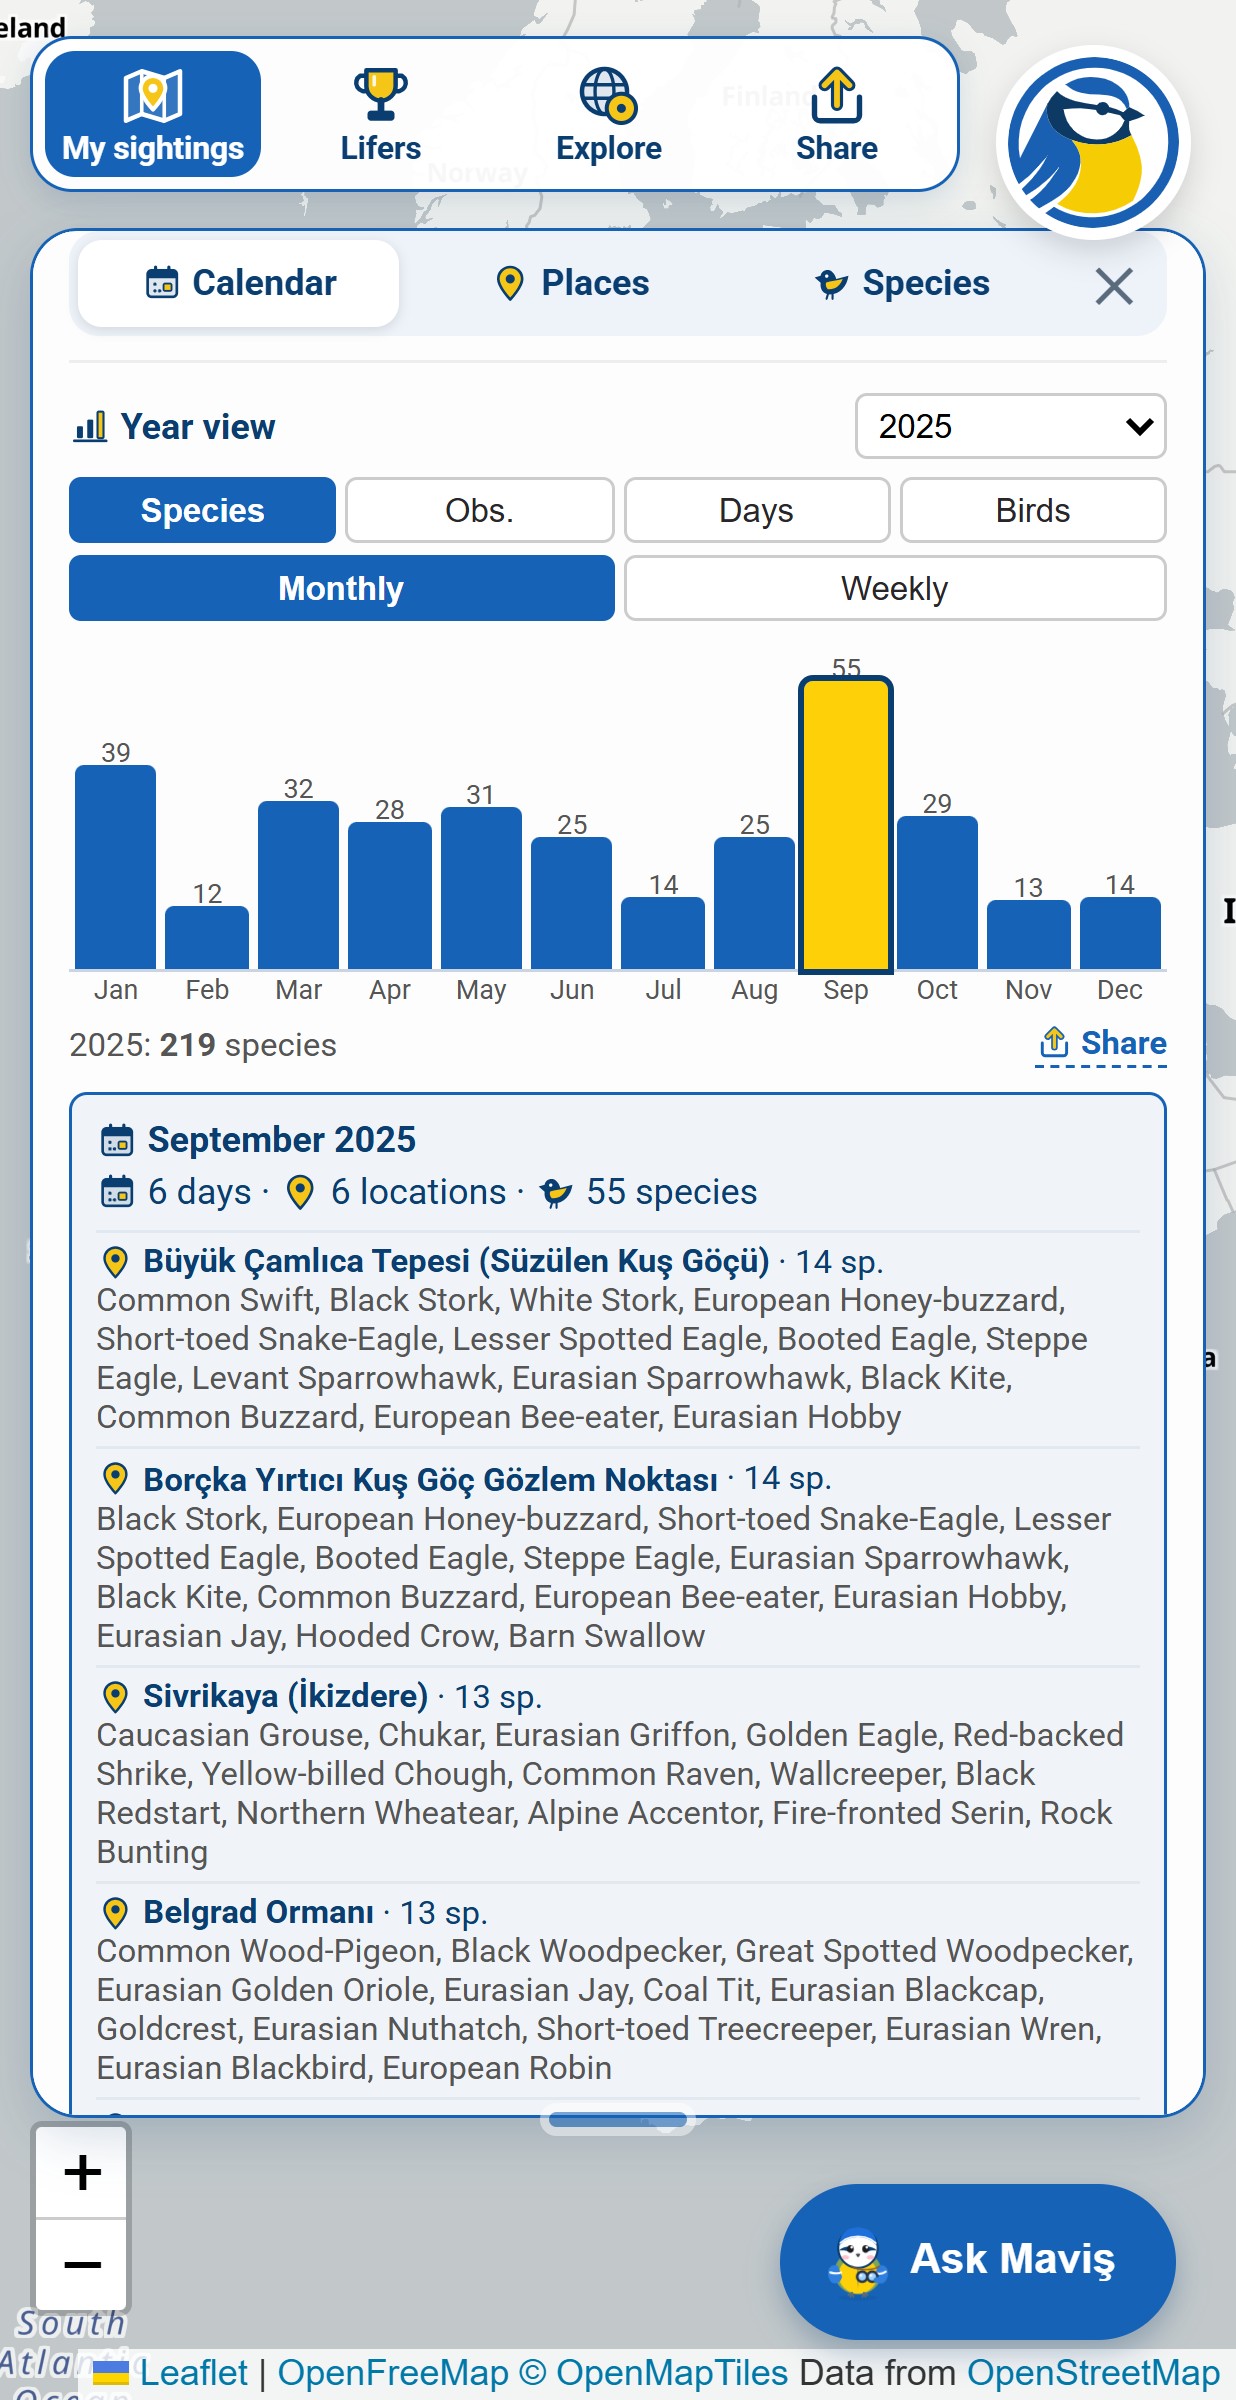 eland
My sightings
Lifers
Explore
Share
Finland
Norway
Calendar
Places
Species
Year view
2025
Species
Obs.
Days
Birds
Monthly
Weekly
39
12
32
28
31
25
14
25
55
29
13
14
Jan
Feb
Mar
Apr
May
Jun
Jul
Aug
Sep
Oct
Nov
Dec
2025: 219 species
Share
September 2025
6 days · 6 locations · 55 species
Büyük Çamlıca Tepesi (Süzülen Kuş Göçü) · 14 sp.
Common Swift, Black Stork, White Stork, European Honey-buzzard,
Short-toed Snake-Eagle, Lesser Spotted Eagle, Booted Eagle, Steppe
Eagle, Levant Sparrowhawk, Eurasian Sparrowhawk, Black Kite,
Common Buzzard, European Bee-eater, Eurasian Hobby
Borçka Yırtıcı Kuş Göç Gözlem Noktası · 14 sp.
Black Stork, European Honey-buzzard, Short-toed Snake-Eagle, Lesser
Spotted Eagle, Booted Eagle, Steppe Eagle, Eurasian Sparrowhawk,
Black Kite, Common Buzzard, European Bee-eater, Eurasian Hobby,
Eurasian Jay, Hooded Crow, Barn Swallow
Sivrikaya (İkizdere) · 13 sp.
Caucasian Grouse, Chukar, Eurasian Griffon, Golden Eagle, Red-backed
Shrike, Yellow-billed Chough, Common Raven, Wallcreeper, Black
Redstart, Northern Wheatear, Alpine Accentor, Fire-fronted Serin, Rock
Bunting
Belgrad Ormanı · 13 sp.
Common Wood-Pigeon, Black Woodpecker, Great Spotted Woodpecker,
Eurasian Golden Oriole, Eurasian Jay, Coal Tit, Eurasian Blackcap,
Goldcrest, Eurasian Nuthatch, Short-toed Treecreeper, Eurasian Wren,
Eurasian Blackbird, European Robin
I
a
+
−
Ask Maviş
South
Atlantic
Ocean
Leaflet | OpenFreeMap © OpenMapTiles Data from OpenStreetMap